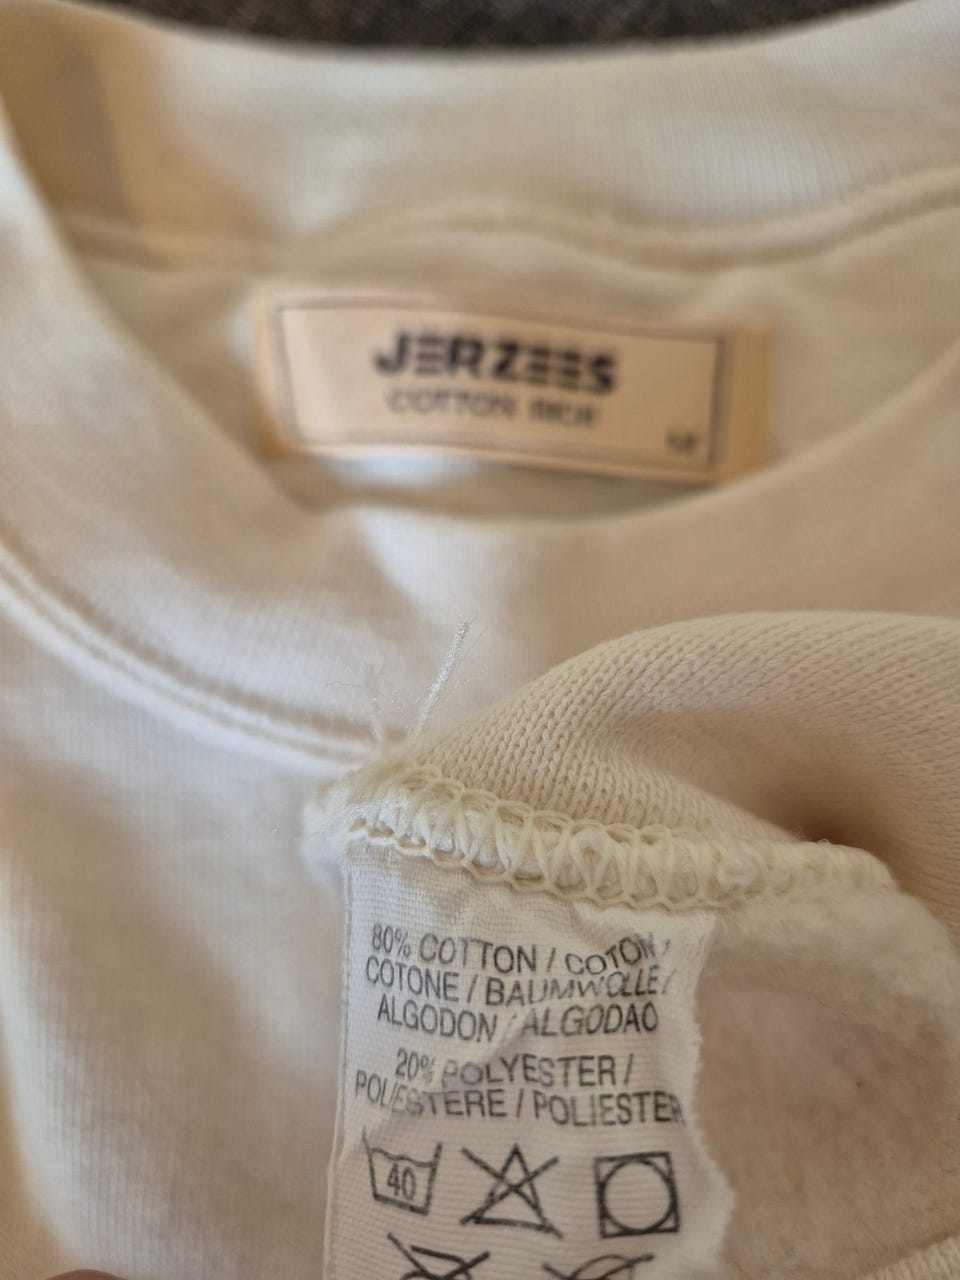 JERZEES
COTTON RICH
80% COTTON / COTON /
COTONE / BAUMWOLLE /
ALGODON / ALGODAO
20% POLYESTER /
POLIESTERE / POLIESTER
40